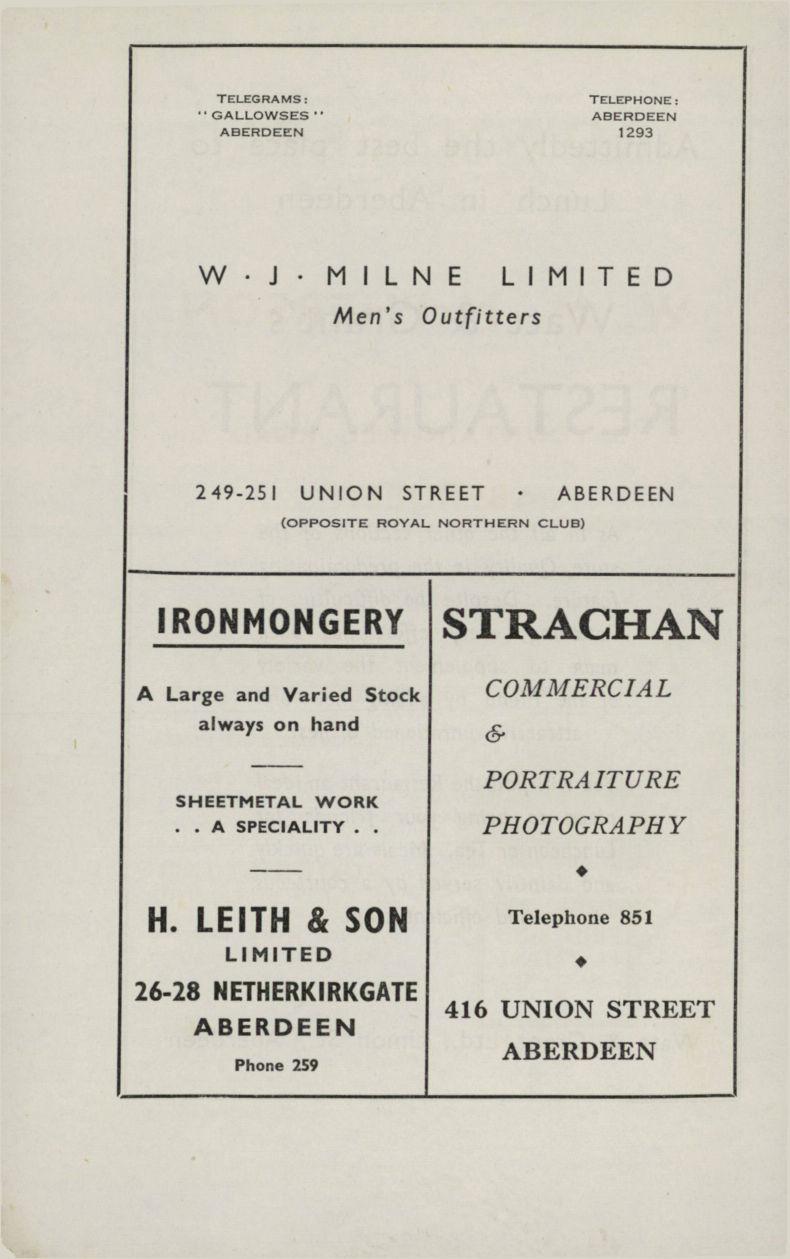 TELEGRAMS:
"GALLOWSES"
ABERDEEN
TELEPHONE:
ABERDEEN
1293
W · J · MILNE LIMITED
Men's Outfitters
249-251 UNION STREET · ABERDEEN
(OPPOSITE ROYAL NORTHERN CLUB)
IRONMONGERY
A Large and Varied Stock
always on hand
SHEETMETAL WORK
. . A SPECIALITY . .
H. LEITH & SON
LIMITED
26-28 NETHERKIRKGATE
ABERDEEN
Phone 259
STRACHAN
COMMERCIAL
&
PORTRAITURE
PHOTOGRAPHY
Telephone 851
416 UNION STREET
ABERDEEN